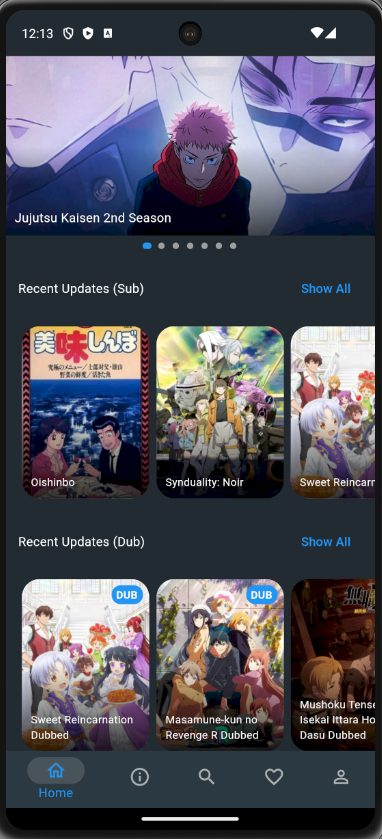 12:13
A
Jujutsu Kaisen 2nd Season
Recent Updates (Sub)
Show All
美味しんぼ
Oishinbo
Synduality: Noir
Sweet Reincarn
Recent Updates (Dub)
Show All
DUB
Sweet Reincarnation
Dubbed
DUB
Masamune-kun no
Revenge R Dubbed
Mushoku Tense
Isekai Ittara Ho
Dasu Dubbed
Home